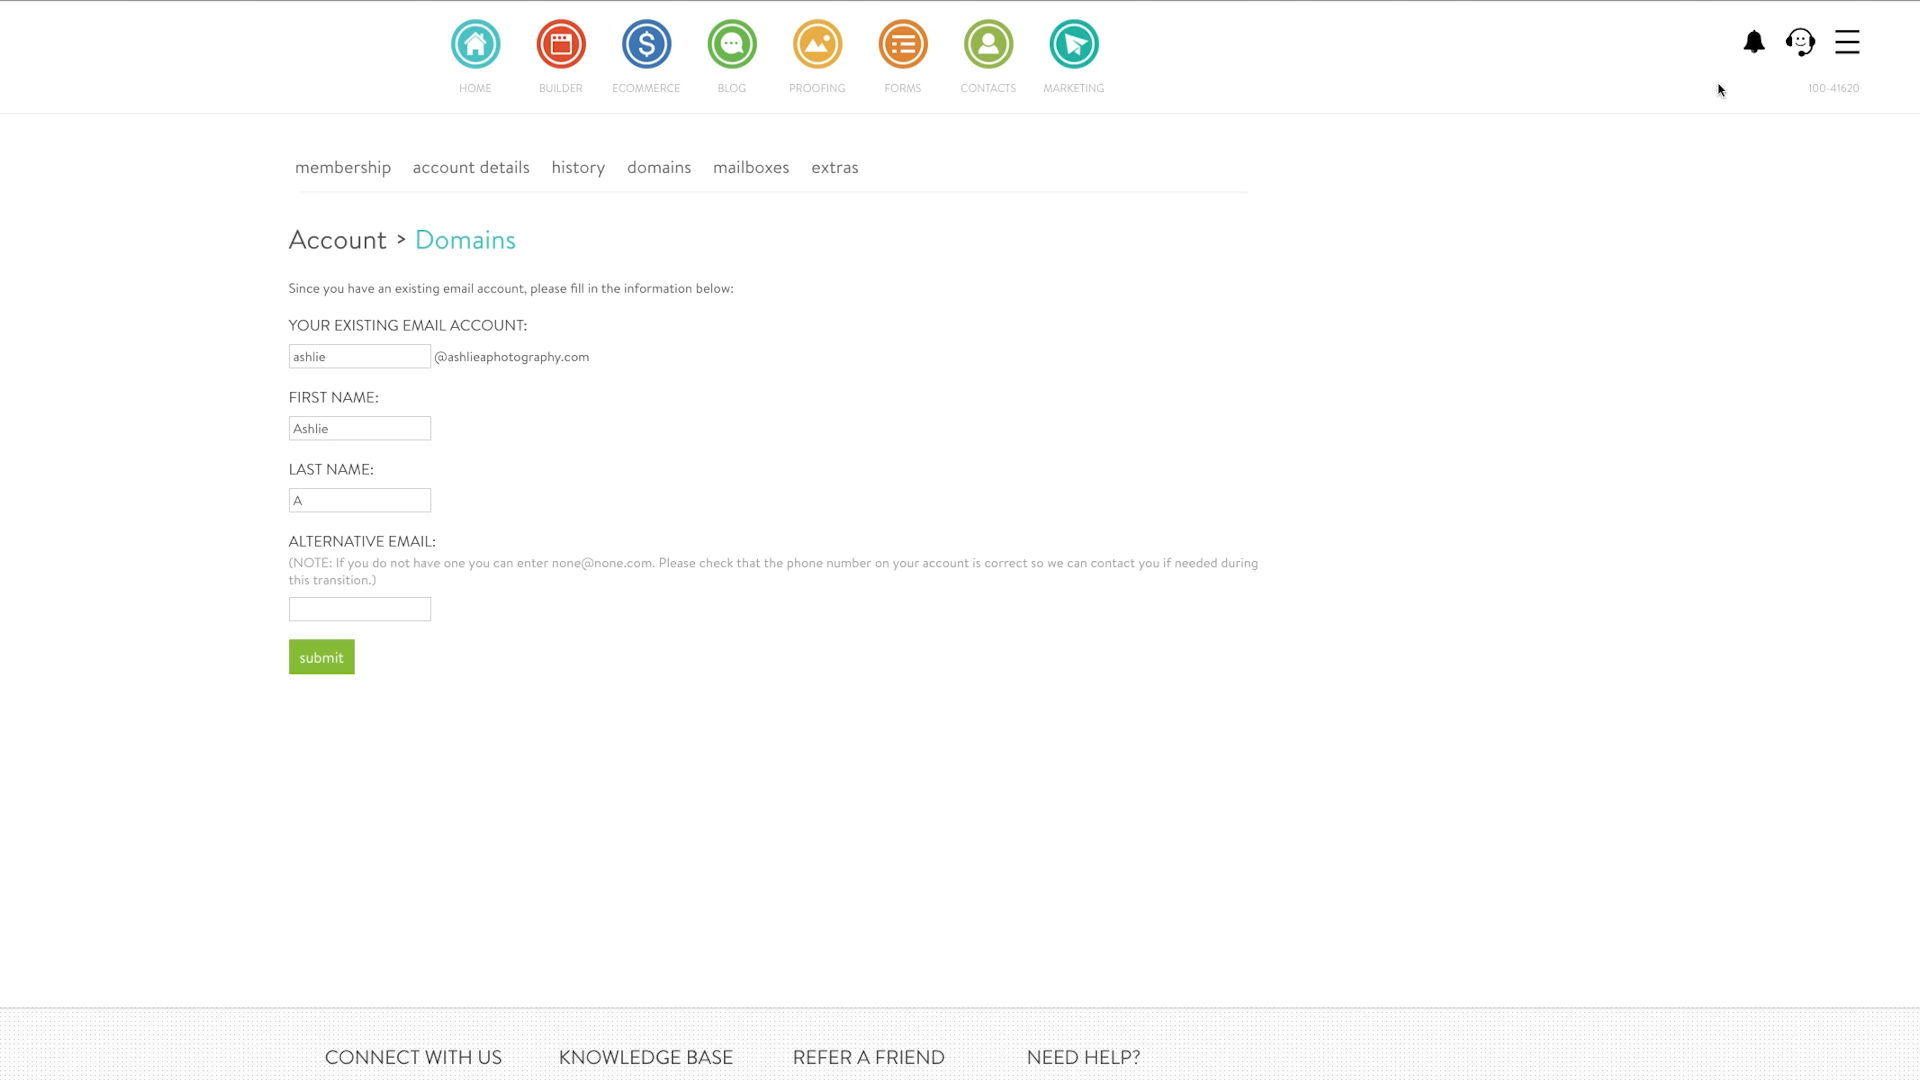 HOME BUILDER ECOMMERCE BLOG PROOFING FORMS CONTACTS MARKETING 100-41620
membership account details history domains mailboxes extras
Account > Domains
Since you have an existing email account, please fill in the information below:
YOUR EXISTING EMAIL ACCOUNT:
ashlie @ashlieaphotography.com
FIRST NAME:
Ashlie
LAST NAME:
A
ALTERNATIVE EMAIL:
(NOTE: If you do not have one you can enter none@none.com. Please check that the phone number on your account is correct so we can contact you if needed during
this transition.)
submit
CONNECT WITH US KNOWLEDGE BASE REFER A FRIEND NEED HELP?